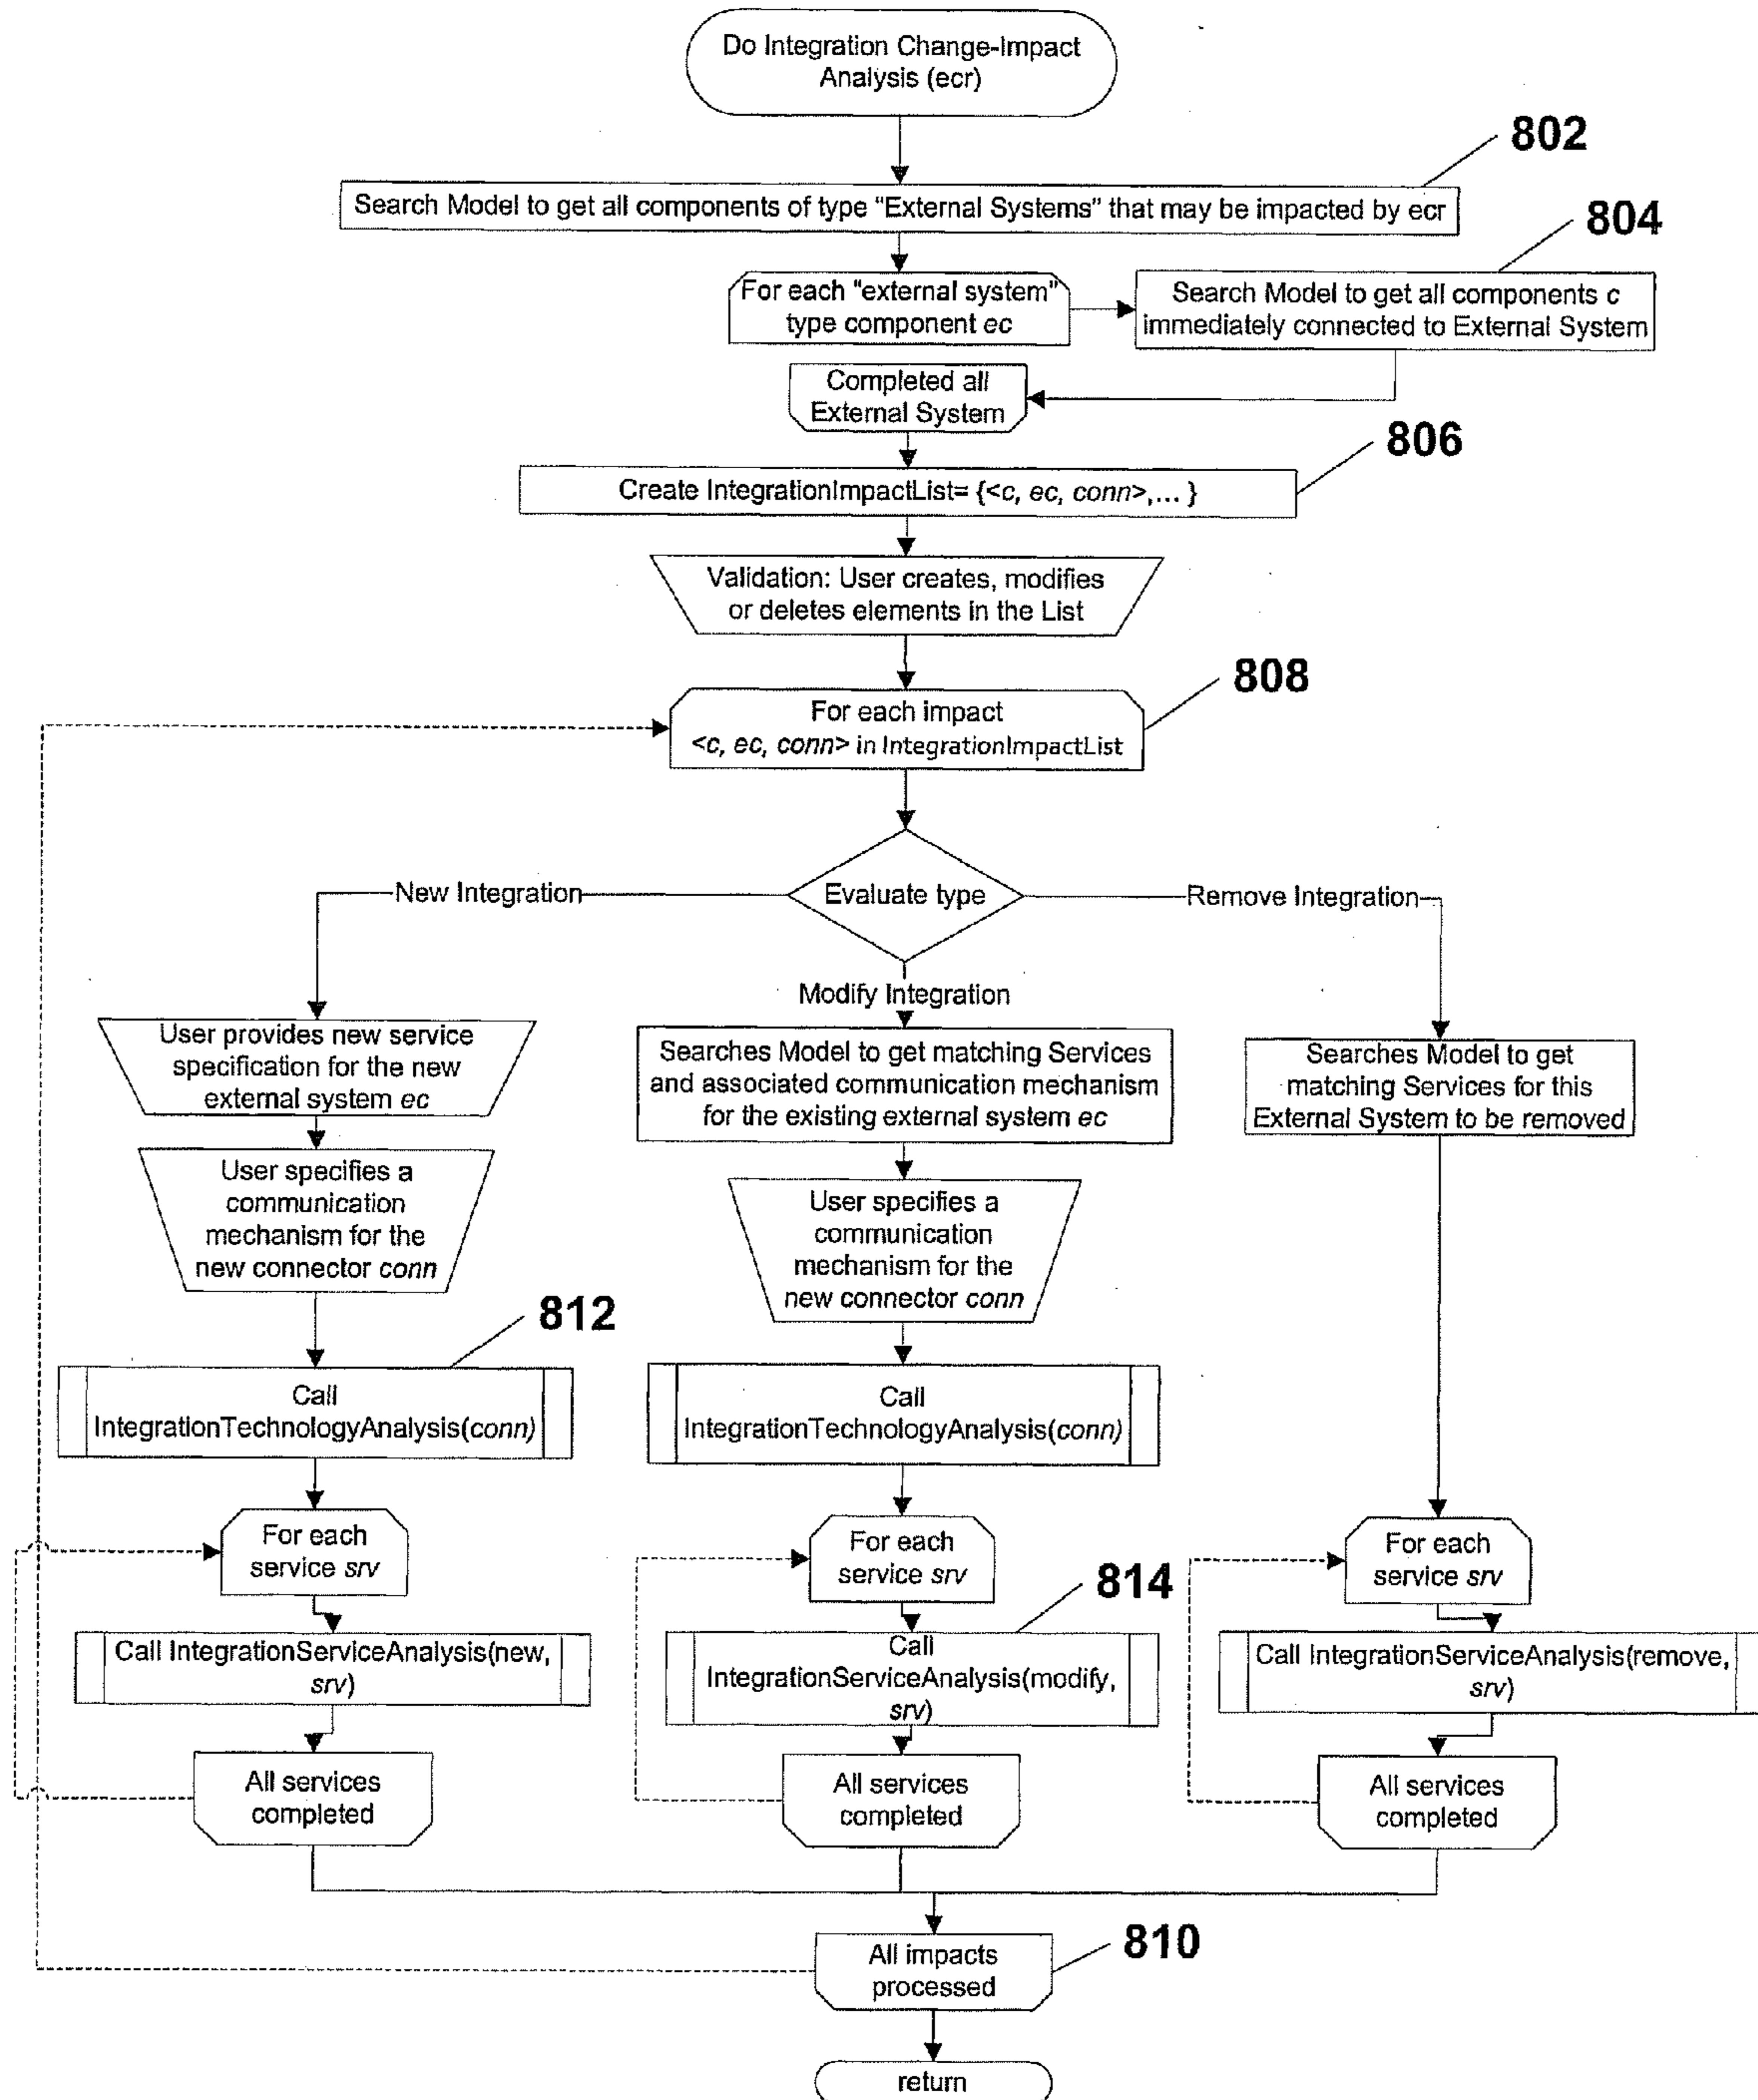 Do Integration Change-Impact
Analysis (ecr)
802
Search Model to get all components of type "External Systems" that may be impacted by ecr
804
For each "external system"
type component ec
Search Model to get all components c
immediately connected to External System
Completed all
External System
806
Create IntegrationImpactList= {<c, ec, conn>,... }
Validation: User creates, modifies
or deletes elements in the List
808
For each impact
<c, ec, conn> in IntegrationImpactList
New Integration
Evaluate type
Remove Integration
Modify Integration
User provides new service
specification for the new
external system ec
Searches Model to get matching Services
and associated communication mechanism
for the existing external system ec
Searches Model to get
matching Services for this
External System to be removed
User specifies a
communication
mechanism for the
new connector conn
User specifies a
communication
mechanism for the
new connector conn
812
Call
IntegrationTechnologyAnalysis(conn)
Call
IntegrationTechnologyAnalysis(conn)
For each
service srv
For each
service srv
For each
service srv
814
Call IntegrationServiceAnalysis(new,
srv)
Call
IntegrationServiceAnalysis(modify,
srv)
Call IntegrationServiceAnalysis(remove,
srv)
All services
completed
All services
completed
All services
completed
810
All impacts
processed
return